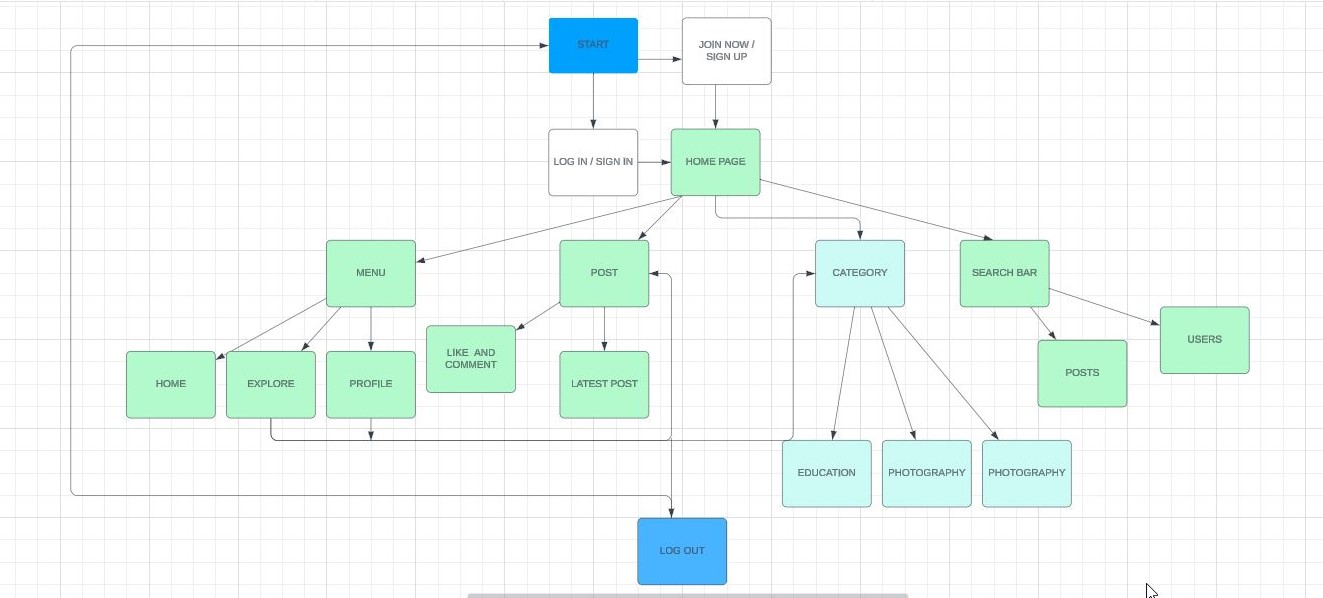 START
JOIN NOW /
SIGN UP
LOG IN / SIGN IN
HOME PAGE
MENU
POST
CATEGORY
SEARCH BAR
HOME
EXPLORE
PROFILE
LIKE AND
COMMENT
LATEST POST
POSTS
USERS
EDUCATION
PHOTOGRAPHY
PHOTOGRAPHY
LOG OUT